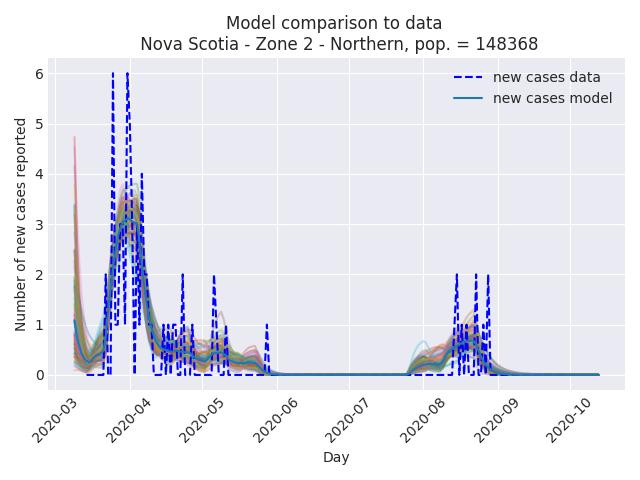 Model comparison to data
Nova Scotia - Zone 2 - Northern, pop. = 148368
new cases data
new cases model
Number of new cases reported
6
5
4
3
2
1
0
2020-03
2020-04
2020-05
2020-06
2020-07
2020-08
2020-09
2020-10
Day